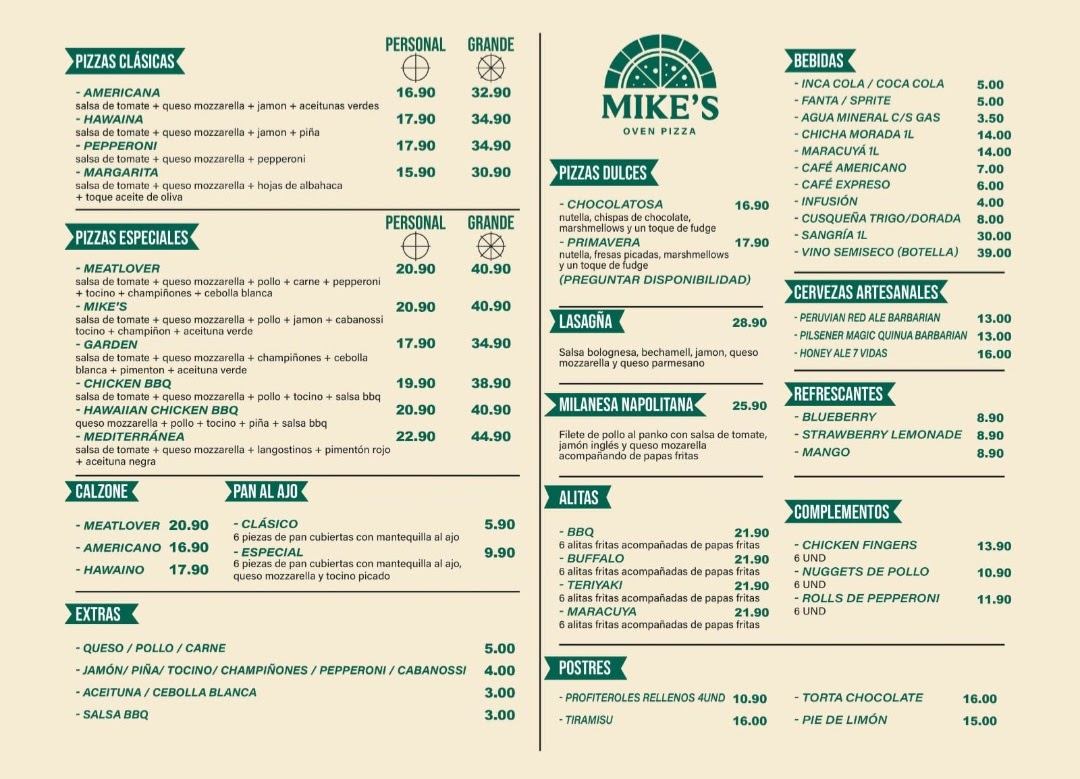 PIZZAS CLÁSICAS
PERSONAL GRANDE
- AMERICANA 16.90 32.90
salsa de tomate + queso mozzarella + jamon + aceitunas verdes
- HAWAINA 17.90 34.90
salsa de tomate + queso mozzarella + jamon + piña
- PEPPERONI 17.90 34.90
salsa de tomate + queso mozzarella + pepperoni
- MARGARITA 15.90 30.90
salsa de tomate + queso mozzarella + hojas de albahaca
+ toque aceite de oliva
PIZZAS ESPECIALES
PERSONAL GRANDE
- MEATLOVER 20.90 40.90
salsa de tomate + queso mozzarella + pollo + carne + pepperoni
+ tocino + champiñones + cebolla blanca
- MIKE'S 20.90 40.90
salsa de tomate + queso mozzarella + pollo + jamon + cabanossi
tocino + champiñon + aceituna verde
- GARDEN 17.90 34.90
salsa de tomate + queso mozzarella + champiñones + cebolla
blanca + pimenton + aceituna verde
- CHICKEN BBQ 19.90 38.90
salsa de tomate + queso mozzarella + pollo + tocino + salsa bbq
- HAWAIIAN CHICKEN BBQ 20.90 40.90
queso mozzarella + pollo + tocino + piña + salsa bbq
- MEDITERRÁNEA 22.90 44.90
salsa de tomate + queso mozzarella + langostinos + pimentón rojo
+ aceituna negra
CALZONE
- MEATLOVER 20.90
- AMERICANO 16.90
- HAWAINO 17.90
PAN AL AJO
- CLÁSICO 5.90
6 piezas de pan cubiertas con mantequilla al ajo
- ESPECIAL 9.90
6 piezas de pan cubiertas con mantequilla al ajo,
queso mozzarella y tocino picado
EXTRAS
- QUESO / POLLO / CARNE 5.00
- JAMÓN/ PIÑA/ TOCINO/ CHAMPIÑONES / PEPPERONI / CABANOSSI 4.00
- ACEITUNA / CEBOLLA BLANCA 3.00
- SALSA BBQ 3.00
MIKE'S
OVEN PIZZA
PIZZAS DULCES
- CHOCOLATOSA 16.90
nutella, chispas de chocolate,
marshmellows y un toque de fudge
- PRIMAVERA 17.90
nutella, fresas picadas, marshmellows
y un toque de fudge
(PREGUNTAR DISPONIBILIDAD)
LASAGÑA 28.90
Salsa bolognesa, bechamell, jamon, queso
mozzarella y queso parmesano
MILANESA NAPOLITANA 25.90
Filete de pollo al panko con salsa de tomate,
jamón inglés y queso mozarella
acompañando de papas fritas
ALITAS
- BBQ 21.90
6 alitas fritas acompañadas de papas fritas
- BUFFALO 21.90
6 alitas fritas acompañadas de papas fritas
- TERIYAKI 21.90
6 alitas fritas acompañadas de papas fritas
- MARACUYA 21.90
6 alitas fritas acompañadas de papas fritas
BEBIDAS
- INCA COLA / COCA COLA 5.00
- FANTA / SPRITE 5.00
- AGUA MINERAL C/S GAS 3.50
- CHICHA MORADA 1L 14.00
- MARACUYÁ 1L 14.00
- CAFÉ AMERICANO 7.00
- CAFÉ EXPRESO 6.00
- INFUSIÓN 4.00
- CUSQUEÑA TRIGO/DORADA 8.00
- SANGRÍA 1L 30.00
- VINO SEMISECO (BOTELLA) 39.00
CERVEZAS ARTESANALES
- PERUVIAN RED ALE BARBARIAN 13.00
- PILSENER MAGIC QUINUA BARBARIAN 13.00
- HONEY ALE 7 VIDAS 16.00
REFRESCANTES
- BLUEBERRY 8.90
- STRAWBERRY LEMONADE 8.90
- MANGO 8.90
COMPLEMENTOS
- CHICKEN FINGERS 13.90
6 UND
- NUGGETS DE POLLO 10.90
6 UND
- ROLLS DE PEPPERONI 11.90
6 UND
POSTRES
- PROFITEROLES RELLENOS 4UND 10.90
- TIRAMISU 16.00
- TORTA CHOCOLATE 16.00
- PIE DE LIMÓN 15.00